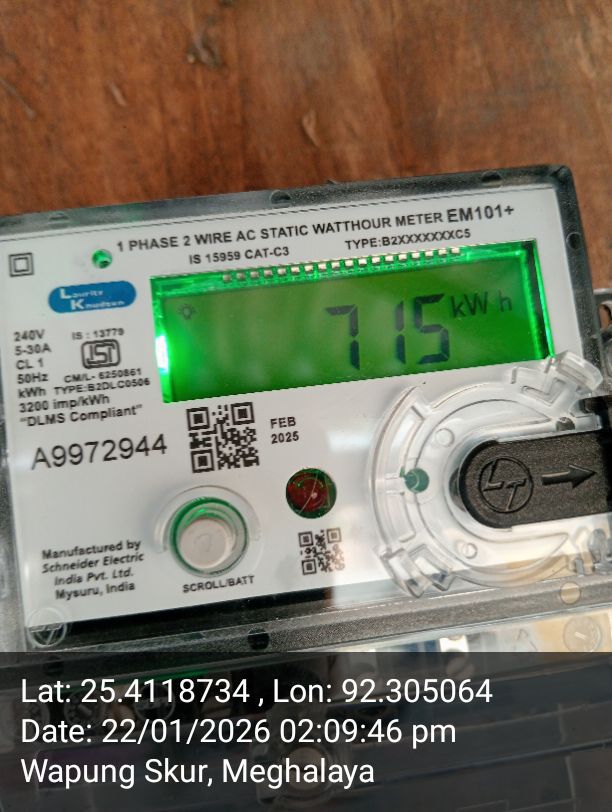 1 PHASE 2 WIRE AC STATIC WATTHOUR METER EM101+
IS 15959 CAT-C3 TYPE:B2XXXXXXXC5
Lauritz
Knudsen
715 kWh
240V IS : 13779
5-30A
CL 1
50Hz CM/L- 6250861
kWh TYPE:B2DLC0506
3200 imp/kWh
"DLMS Compliant"
A9972944
FEB
2025
LT
Manufactured by
Schneider Electric
India Pvt. Ltd.
Mysuru, India
SCROLL/BATT
Lat: 25.4118734 , Lon: 92.305064
Date: 22/01/2026 02:09:46 pm
Wapung Skur, Meghalaya